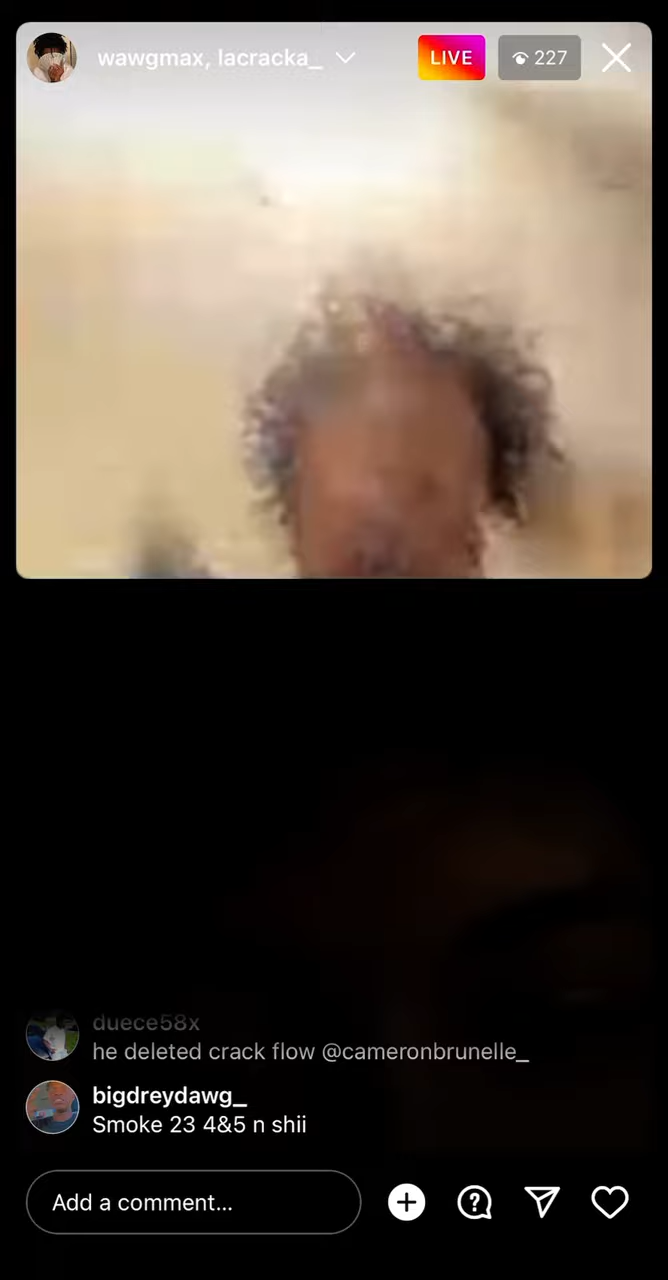 wawgmax, lacracka_
LIVE
227
duece58x
he deleted crack flow @cameronbrunelle_
bigdreydawg_
Smoke 23 4&5 n shii
Add a comment...